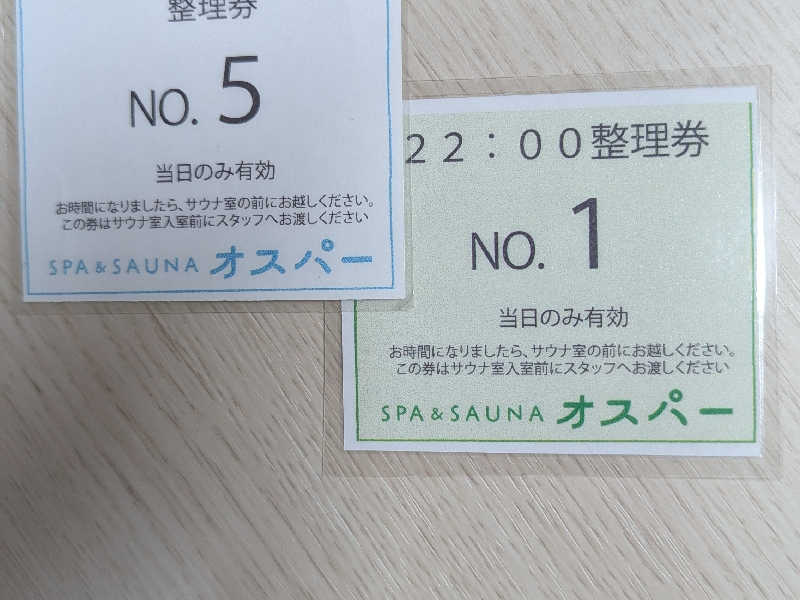 整理券
NO. 5
当日のみ有効
お時間になりましたら、サウナ室の前にお越しください。
この券はサウナ室入室前にスタッフへお渡しください
SPA & SAUNA オスパー
22：00整理券
NO. 1
当日のみ有効
お時間になりましたら、サウナ室の前にお越しください。
この券はサウナ室入室前にスタッフへお渡しください
SPA & SAUNA オスパー